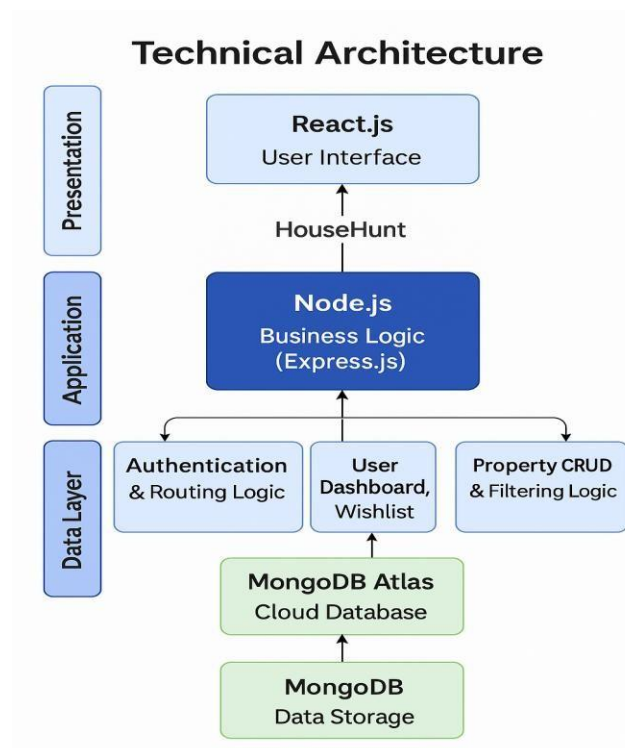 Technical Architecture
Presentation
React.js
User Interface
HouseHunt
Application
Node.js
Business Logic
(Express.js)
Data Layer
Authentication
& Routing Logic
User
Dashboard,
Wishlist
Property CRUD
& Filtering Logic
MongoDB Atlas
Cloud Database
MongoDB
Data Storage